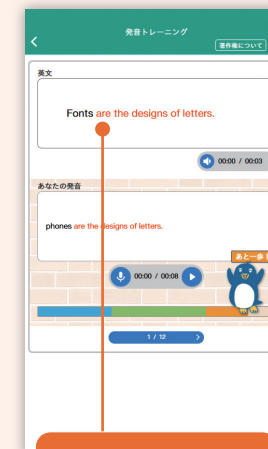 発音トレーニング
著作権について
英文
Fonts are the designs of letters.
00:00 / 00:03
あなたの発音
phones are the designs of letters.
あと一歩
00:00 / 00:08
1 / 12